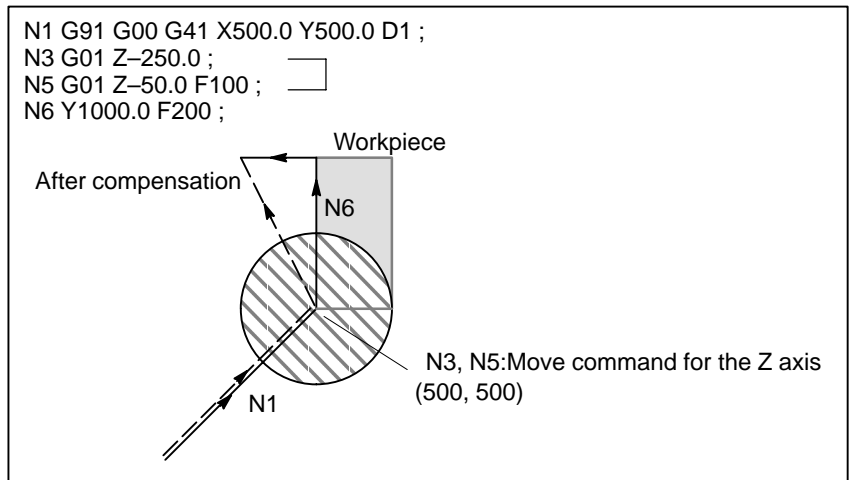 N1 G91 G00 G41 X500.0 Y500.0 D1 ;
N3 G01 Z–250.0 ;
N5 G01 Z–50.0 F100 ;
N6 Y1000.0 F200 ;
Workpiece
After compensation
N6
N3, N5:Move command for the Z axis
(500, 500)
N1